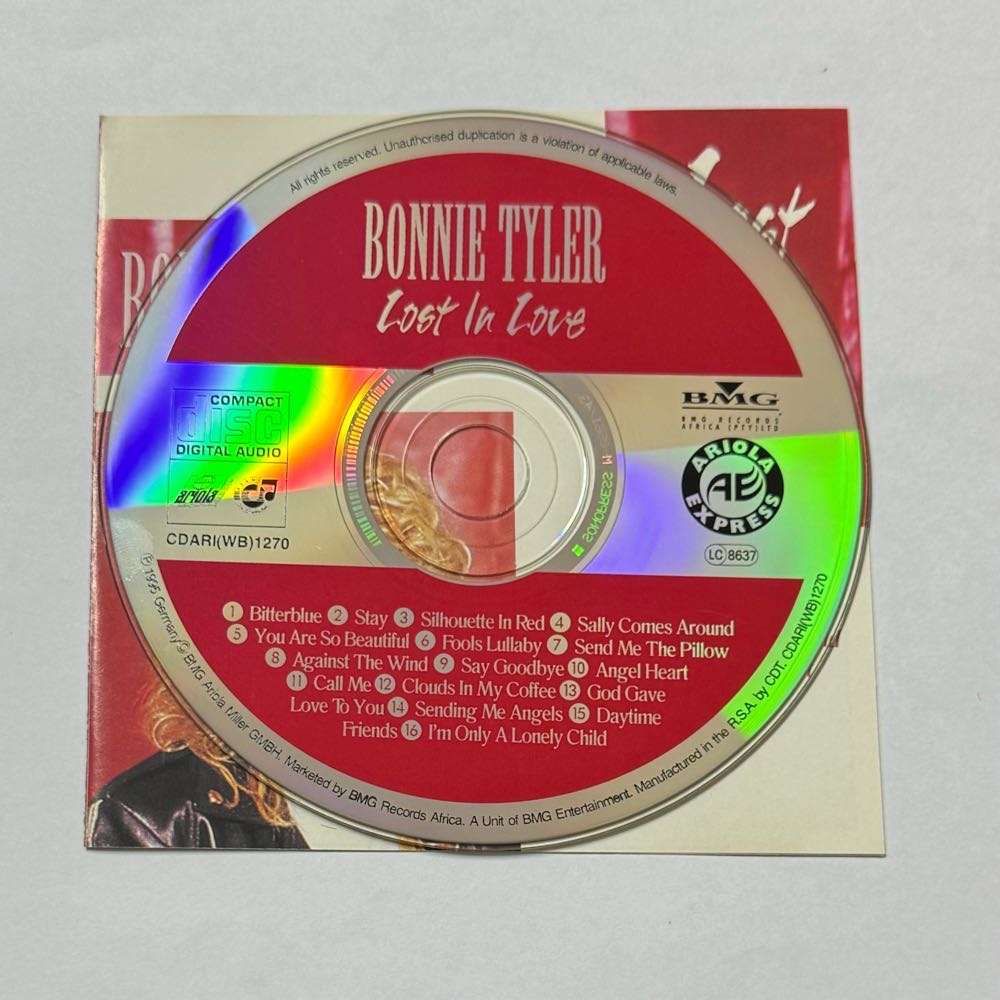 All rights reserved. Unauthorised duplication is a violation of applicable laws.
BONNIE TYLER
Lost In Love
COMPACT
disc
DIGITAL AUDIO
ariola
CDARI(WB)1270
BMG
BMG RECORDS
AFRICA (PTY) LTD
ARIOLA
AE
EXPRESS
LC 8637
SONOPRESS
1 Bitterblue 2 Stay 3 Silhouette In Red 4 Sally Comes Around
5 You Are So Beautiful 6 Fools Lullaby 7 Send Me The Pillow
8 Against The Wind 9 Say Goodbye 10 Angel Heart
11 Call Me 12 Clouds In My Coffee 13 God Gave
Love To You 14 Sending Me Angels 15 Daytime
Friends 16 I'm Only A Lonely Child
℗ 1995 Germany © BMG Ariola Miller GMBH. Marketed by BMG Records Africa. A Unit of BMG Entertainment. Manufactured in the R.S.A. by CDT. CDARI(WB)1270